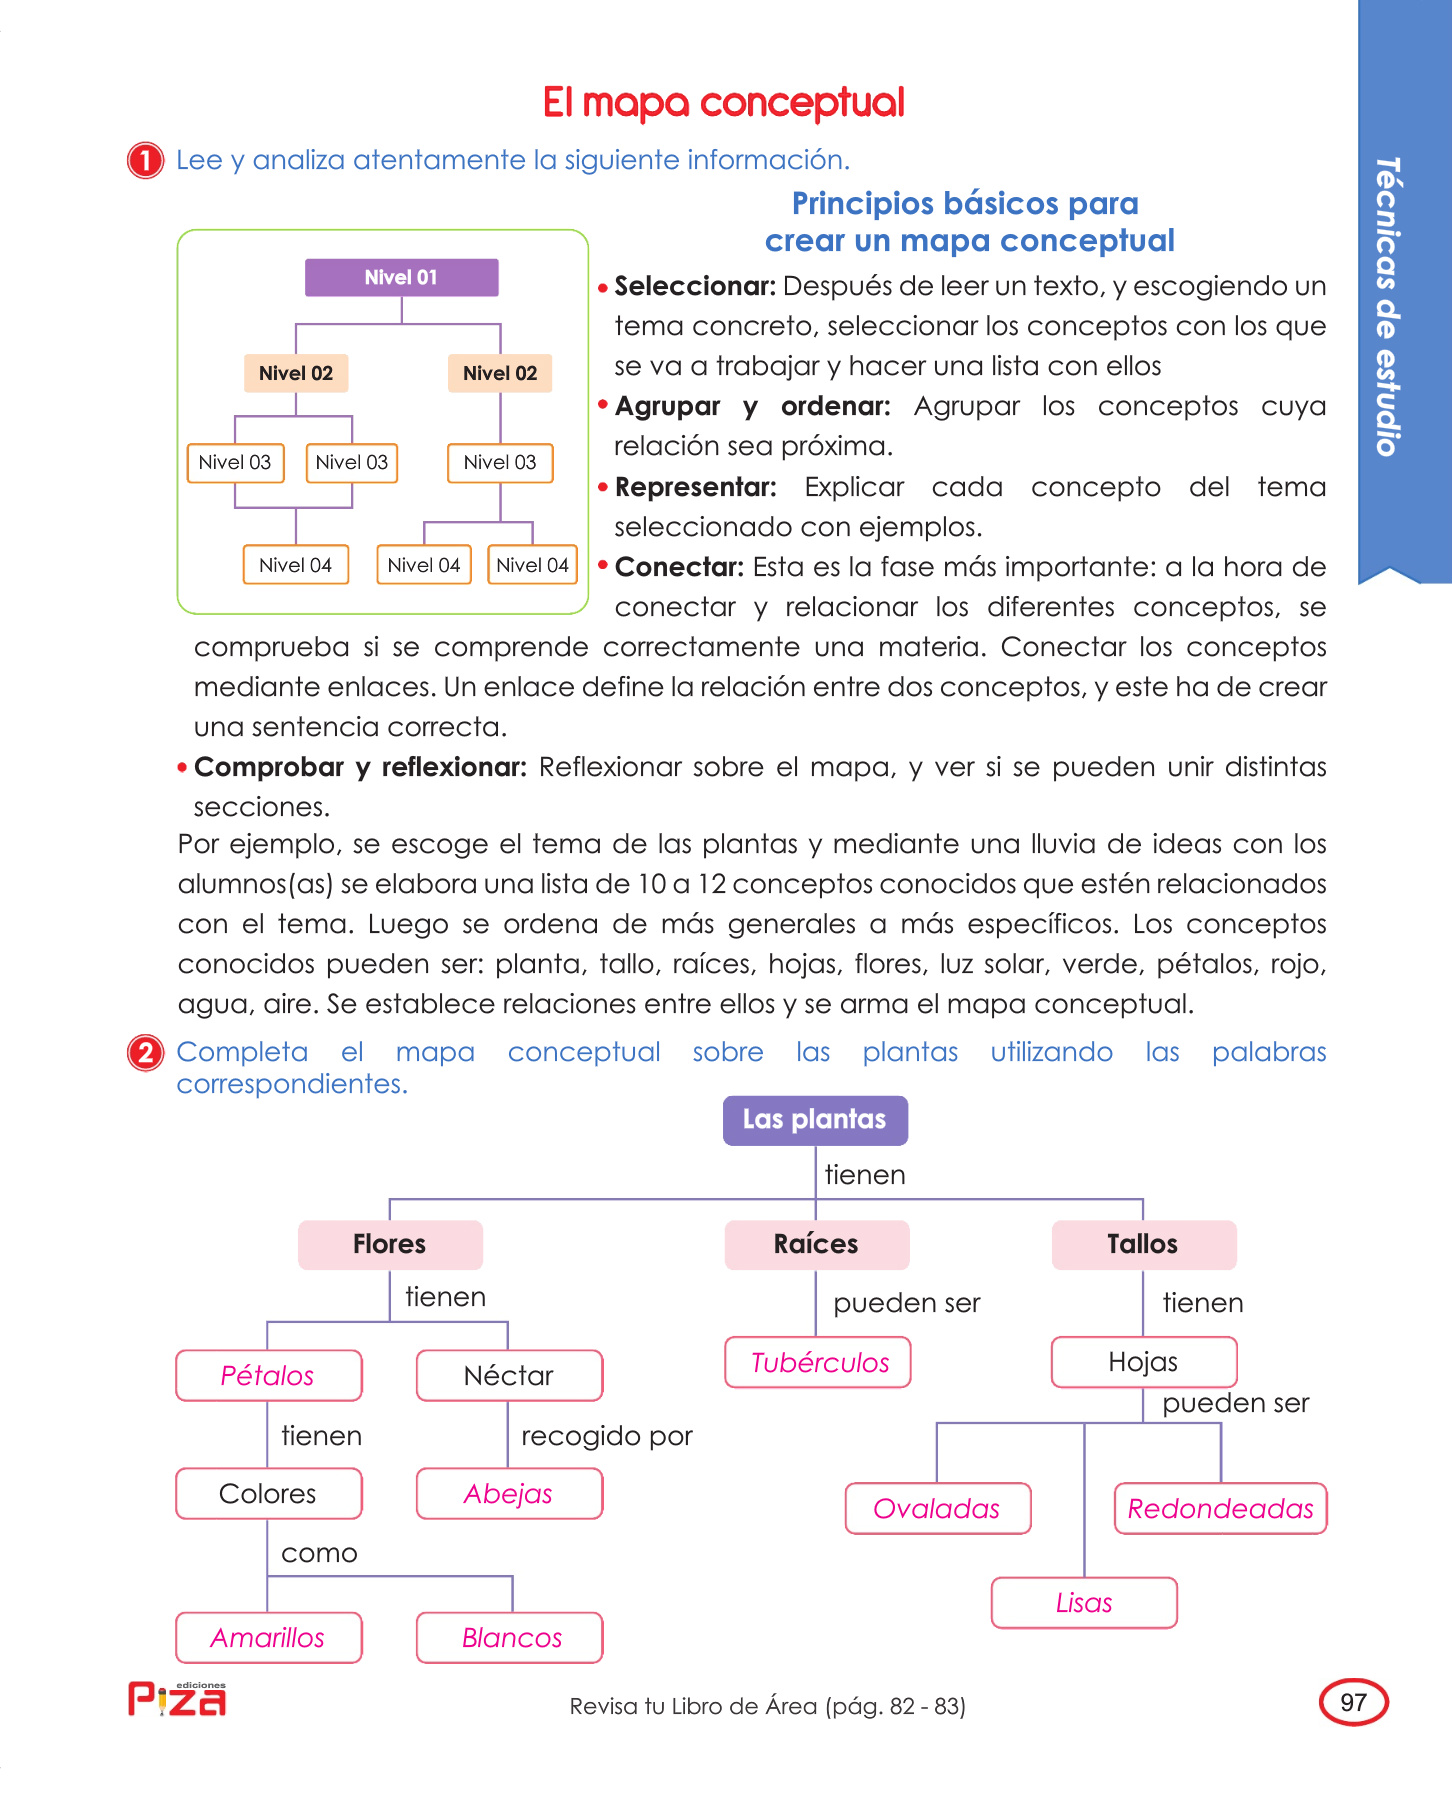 El mapa conceptual
1 Lee y analiza atentamente la siguiente información.
Principios básicos para
crear un mapa conceptual
Nivel 01
Nivel 02 Nivel 02
Nivel 03 Nivel 03 Nivel 03
Nivel 04 Nivel 04 Nivel 04
• Seleccionar: Después de leer un texto, y escogiendo un
tema concreto, seleccionar los conceptos con los que
se va a trabajar y hacer una lista con ellos
• Agrupar y ordenar: Agrupar los conceptos cuya
relación sea próxima.
• Representar: Explicar cada concepto del tema
seleccionado con ejemplos.
• Conectar: Esta es la fase más importante: a la hora de
conectar y relacionar los diferentes conceptos, se
comprueba si se comprende correctamente una materia. Conectar los conceptos
mediante enlaces. Un enlace define la relación entre dos conceptos, y este ha de crear
una sentencia correcta.
• Comprobar y reflexionar: Reflexionar sobre el mapa, y ver si se pueden unir distintas
secciones.
Por ejemplo, se escoge el tema de las plantas y mediante una lluvia de ideas con los
alumnos(as) se elabora una lista de 10 a 12 conceptos conocidos que estén relacionados
con el tema. Luego se ordena de más generales a más específicos. Los conceptos
conocidos pueden ser: planta, tallo, raíces, hojas, flores, luz solar, verde, pétalos, rojo,
agua, aire. Se establece relaciones entre ellos y se arma el mapa conceptual.
2 Completa el mapa conceptual sobre las plantas utilizando las palabras
correspondientes.
Las plantas
tienen
Flores Raíces Tallos
tienen pueden ser tienen
Pétalos Néctar Tubérculos Hojas
pueden ser
tienen recogido por
Colores Abejas Ovaladas Redondeadas
como
Lisas
Amarillos Blancos
ediciones
Piza
Revisa tu Libro de Área (pág. 82 - 83)
97
Técnicas de estudio